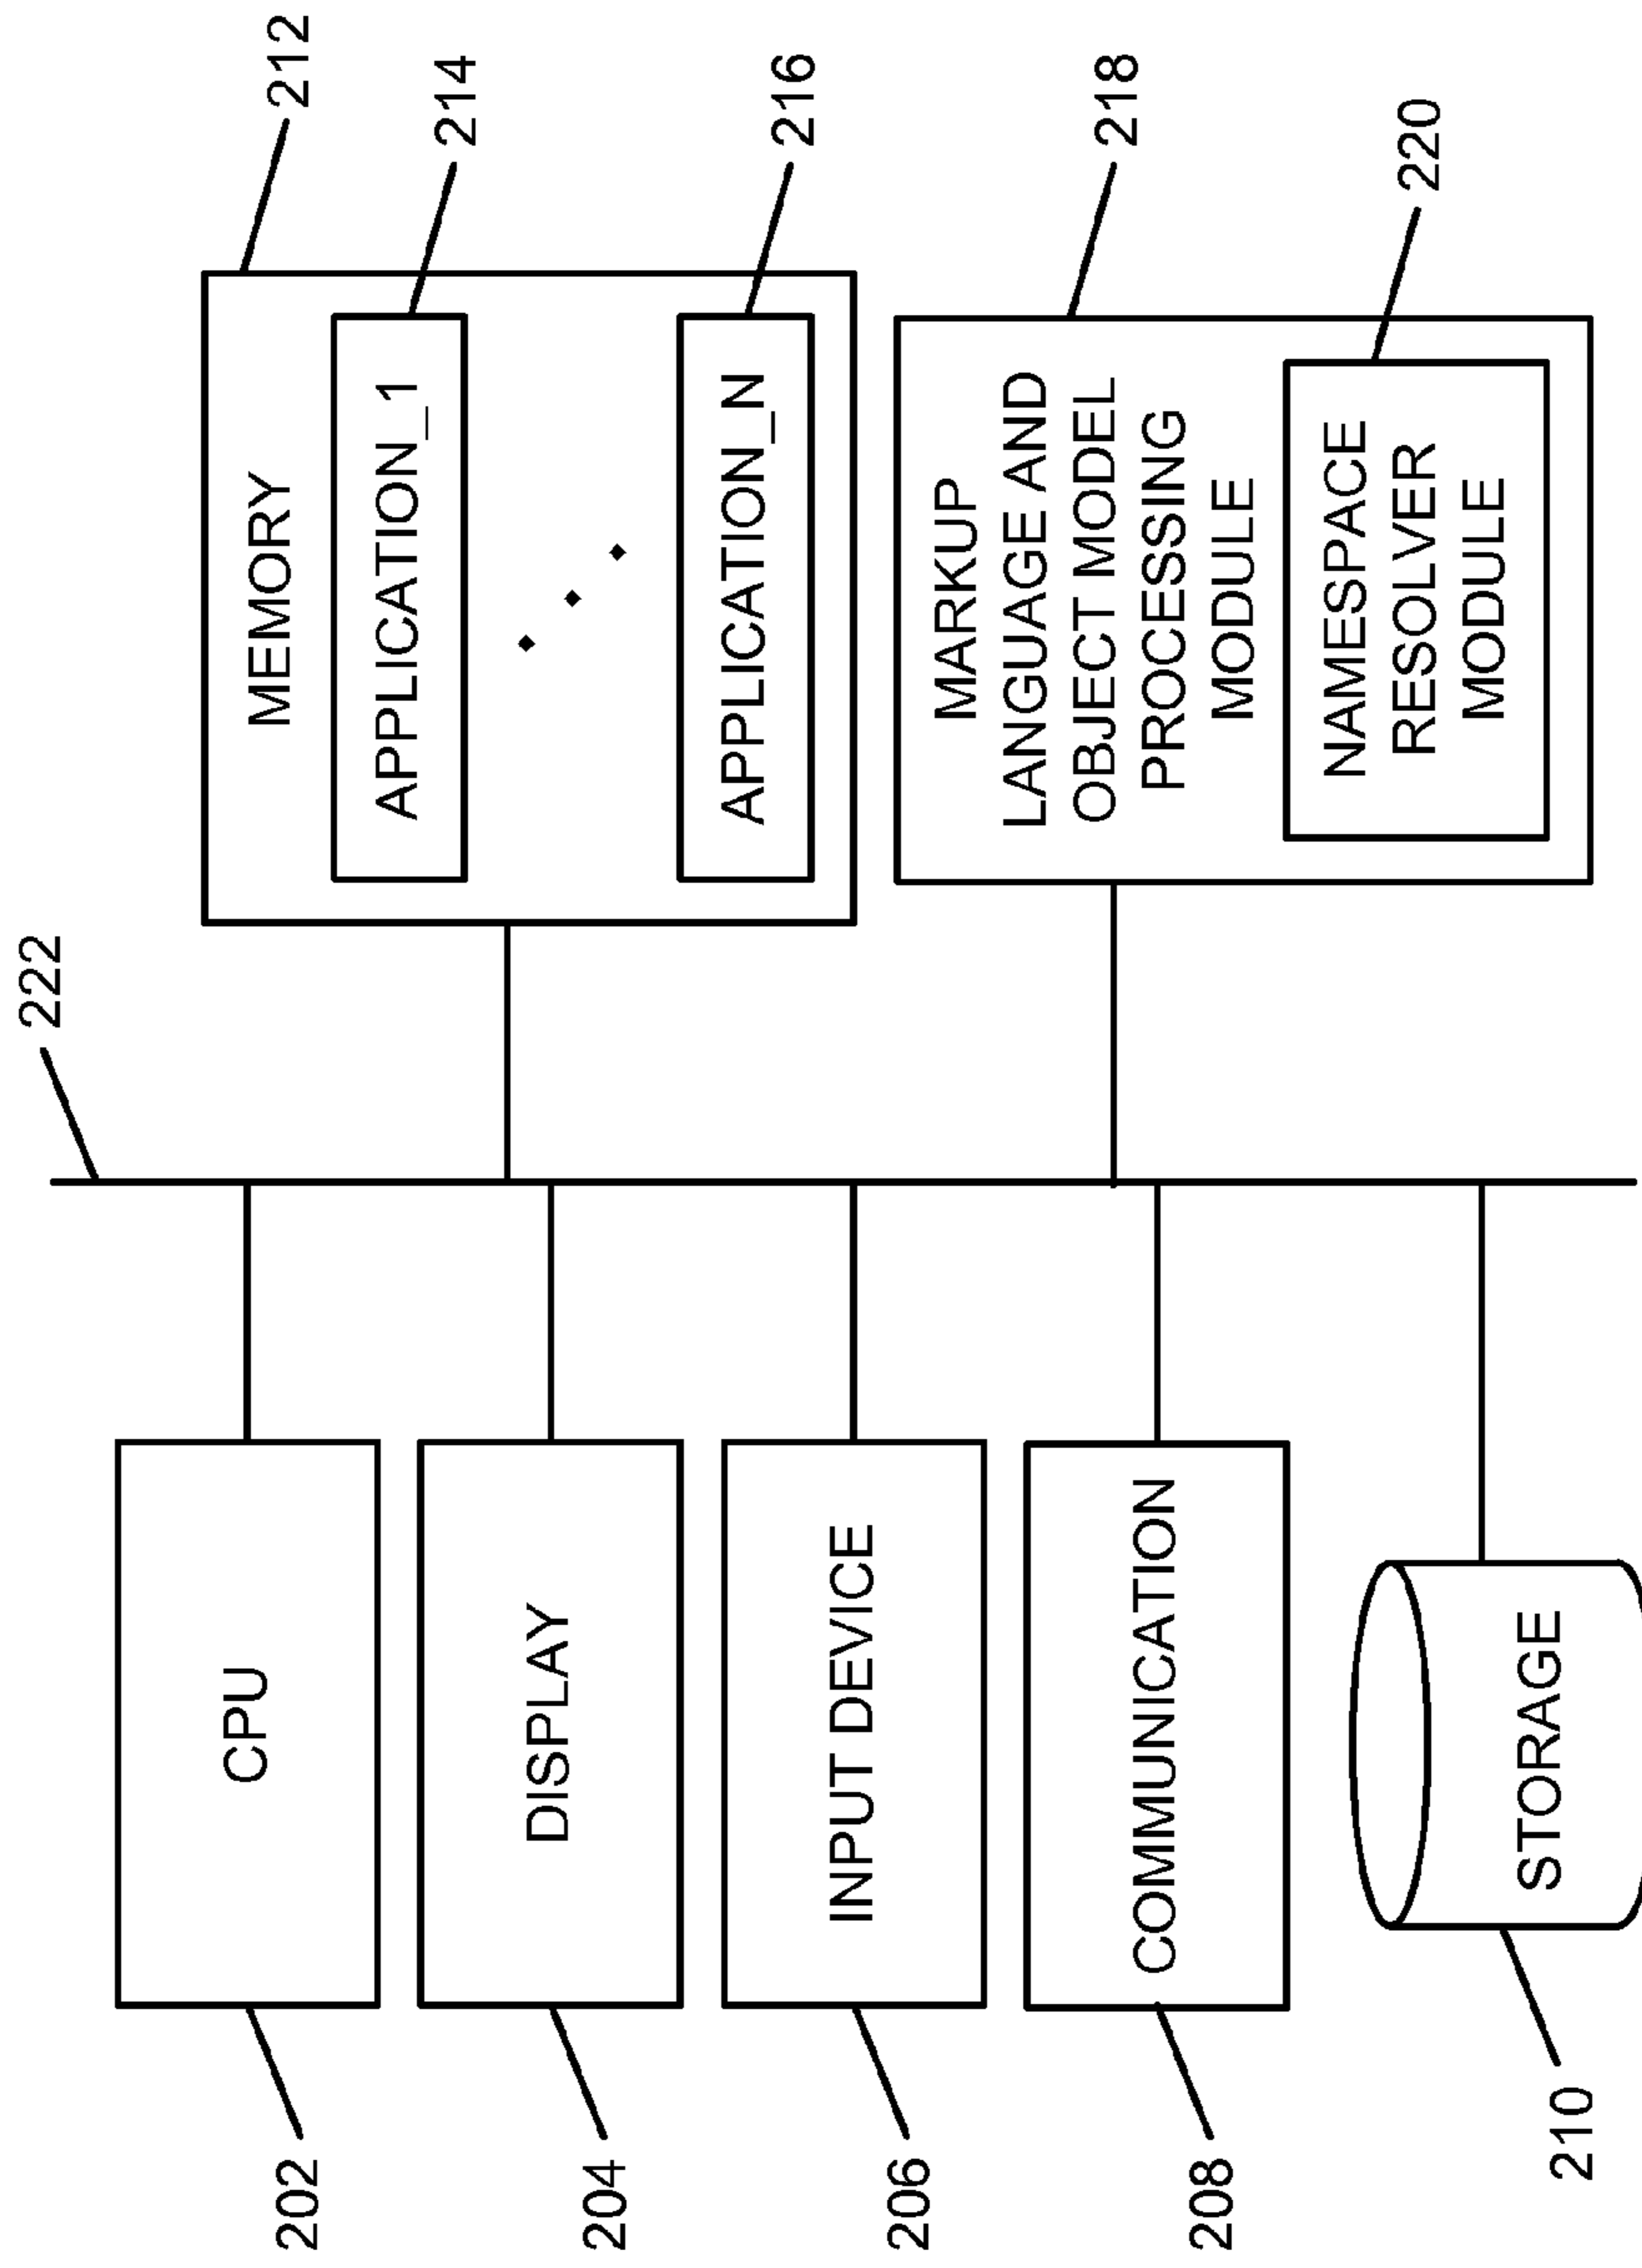 222
202
CPU
204
DISPLAY
206
INPUT DEVICE
208
COMMUNICATION
210
STORAGE
212
MEMORY
214
APPLICATION_1
216
APPLICATION_N
218
MARKUP
LANGUAGE AND
OBJECT MODEL
PROCESSING
MODULE
220
NAMESPACE
RESOLVER
MODULE